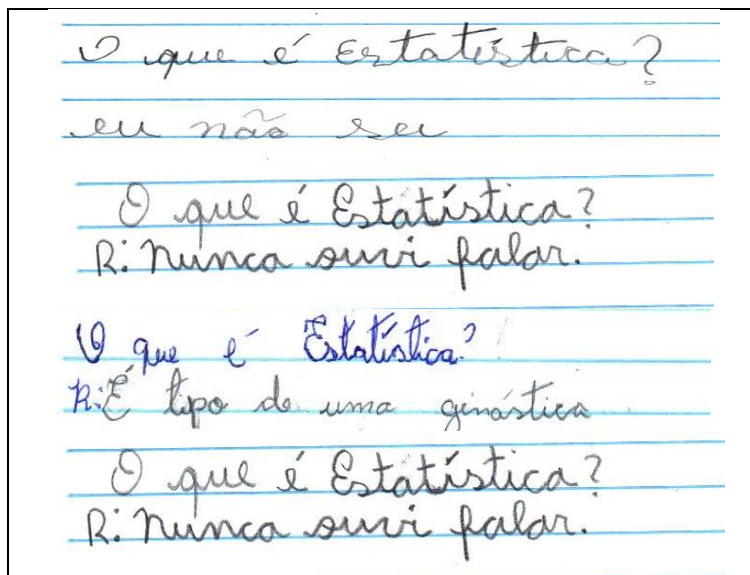 O que é Estatística?
eu não sei
O que é Estatística?
R: Nunca ouvi falar.
O que é Estatística?
R: É tipo de uma ginástica
O que é Estatística?
R: Nunca ouvi falar.